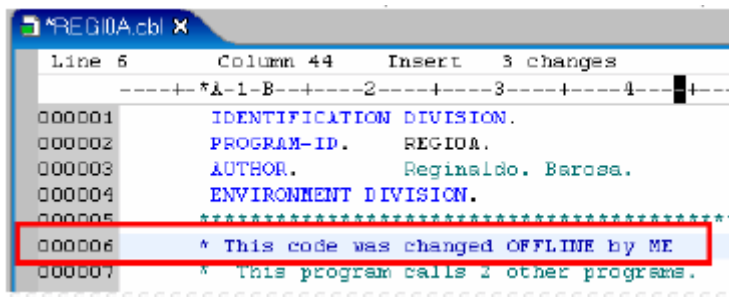 *REGI0A.cbl
Line 6 Column 44 Insert 3 changes
----+-*A-1-B--+----2----+----3----+----4----+---
000001 IDENTIFICATION DIVISION.
000002 PROGRAM-ID. REGI0A.
000003 AUTHOR. Reginaldo. Barosa.
000004 ENVIRONMENT DIVISION.
000005 ******************************************
000006 * This code was changed OFFLINE by ME
000007 * This program calls 2 other programs.